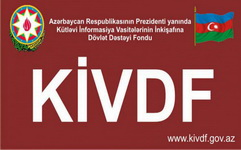 Azərbaycan Respublikasının Prezidenti yanında
Kütləvi İnformasiya Vasitələrinin İnkişafına
Dövlət Dəstəyi Fondu
KİVDF
www.kivdf.gov.az